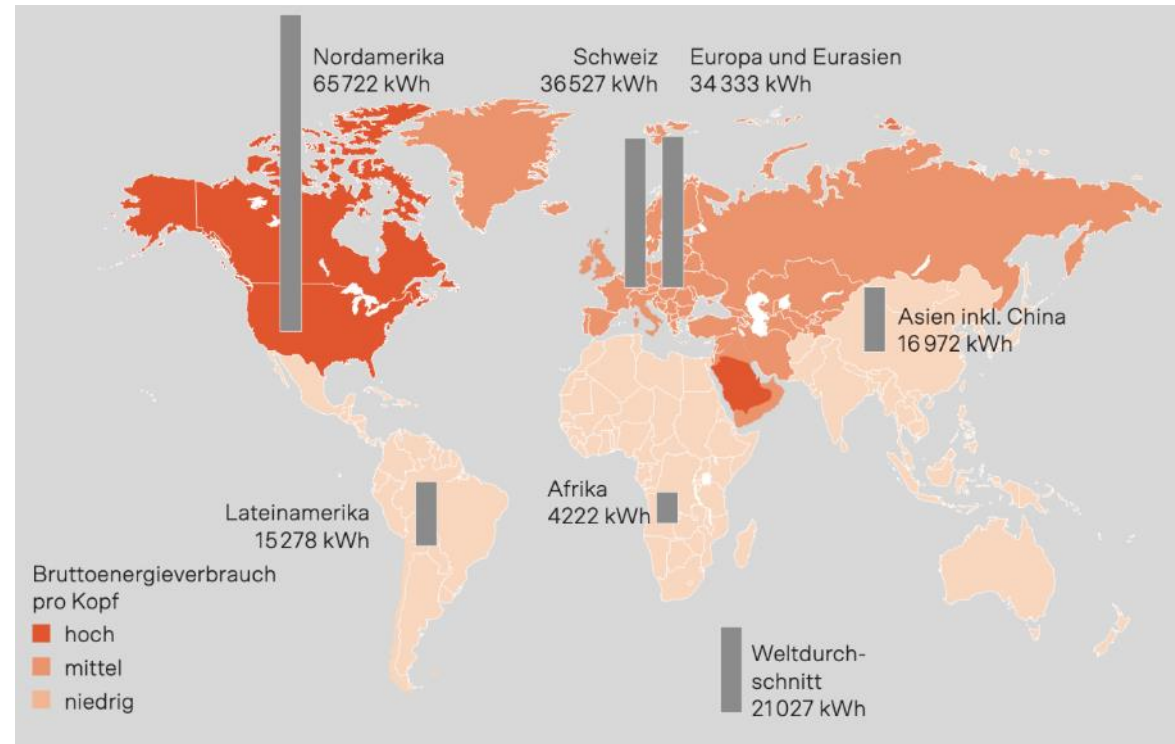 Nordamerika
65722 kWh
Schweiz
36527 kWh
Europa und Eurasien
34333 kWh
Asien inkl. China
16972 kWh
Afrika
4222 kWh
Lateinamerika
15278 kWh
Bruttoenergieverbrauch
pro Kopf
hoch
mittel
niedrig
Weltdurch-
schnitt
21027 kWh